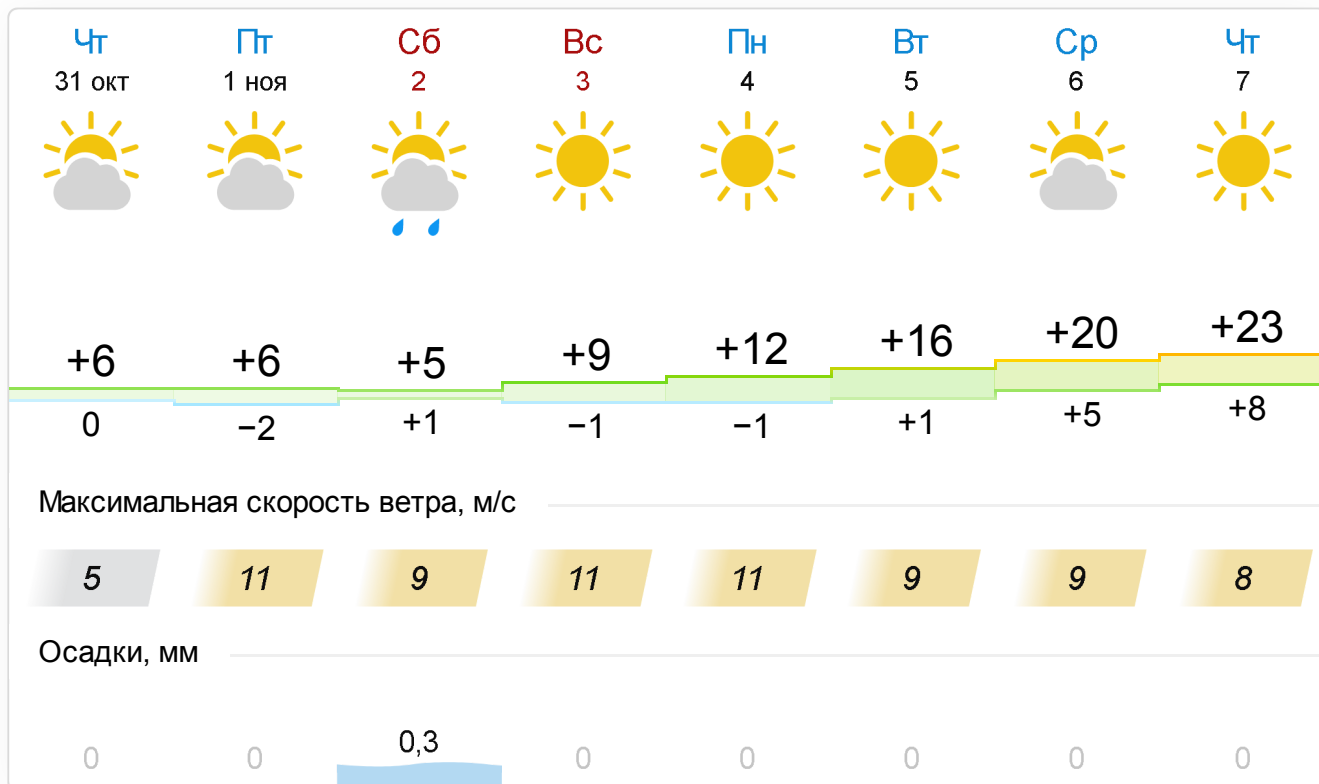 Чт Пт Сб Вс Пн Вт Ср Чт
31 окт 1 ноя 2 3 4 5 6 7
+6 +6 +5 +9 +12 +16 +20 +23
0 −2 +1 −1 −1 +1 +5 +8
Максимальная скорость ветра, м/с
5 11 9 11 11 9 9 8
Осадки, мм
0 0 0,3 0 0 0 0 0